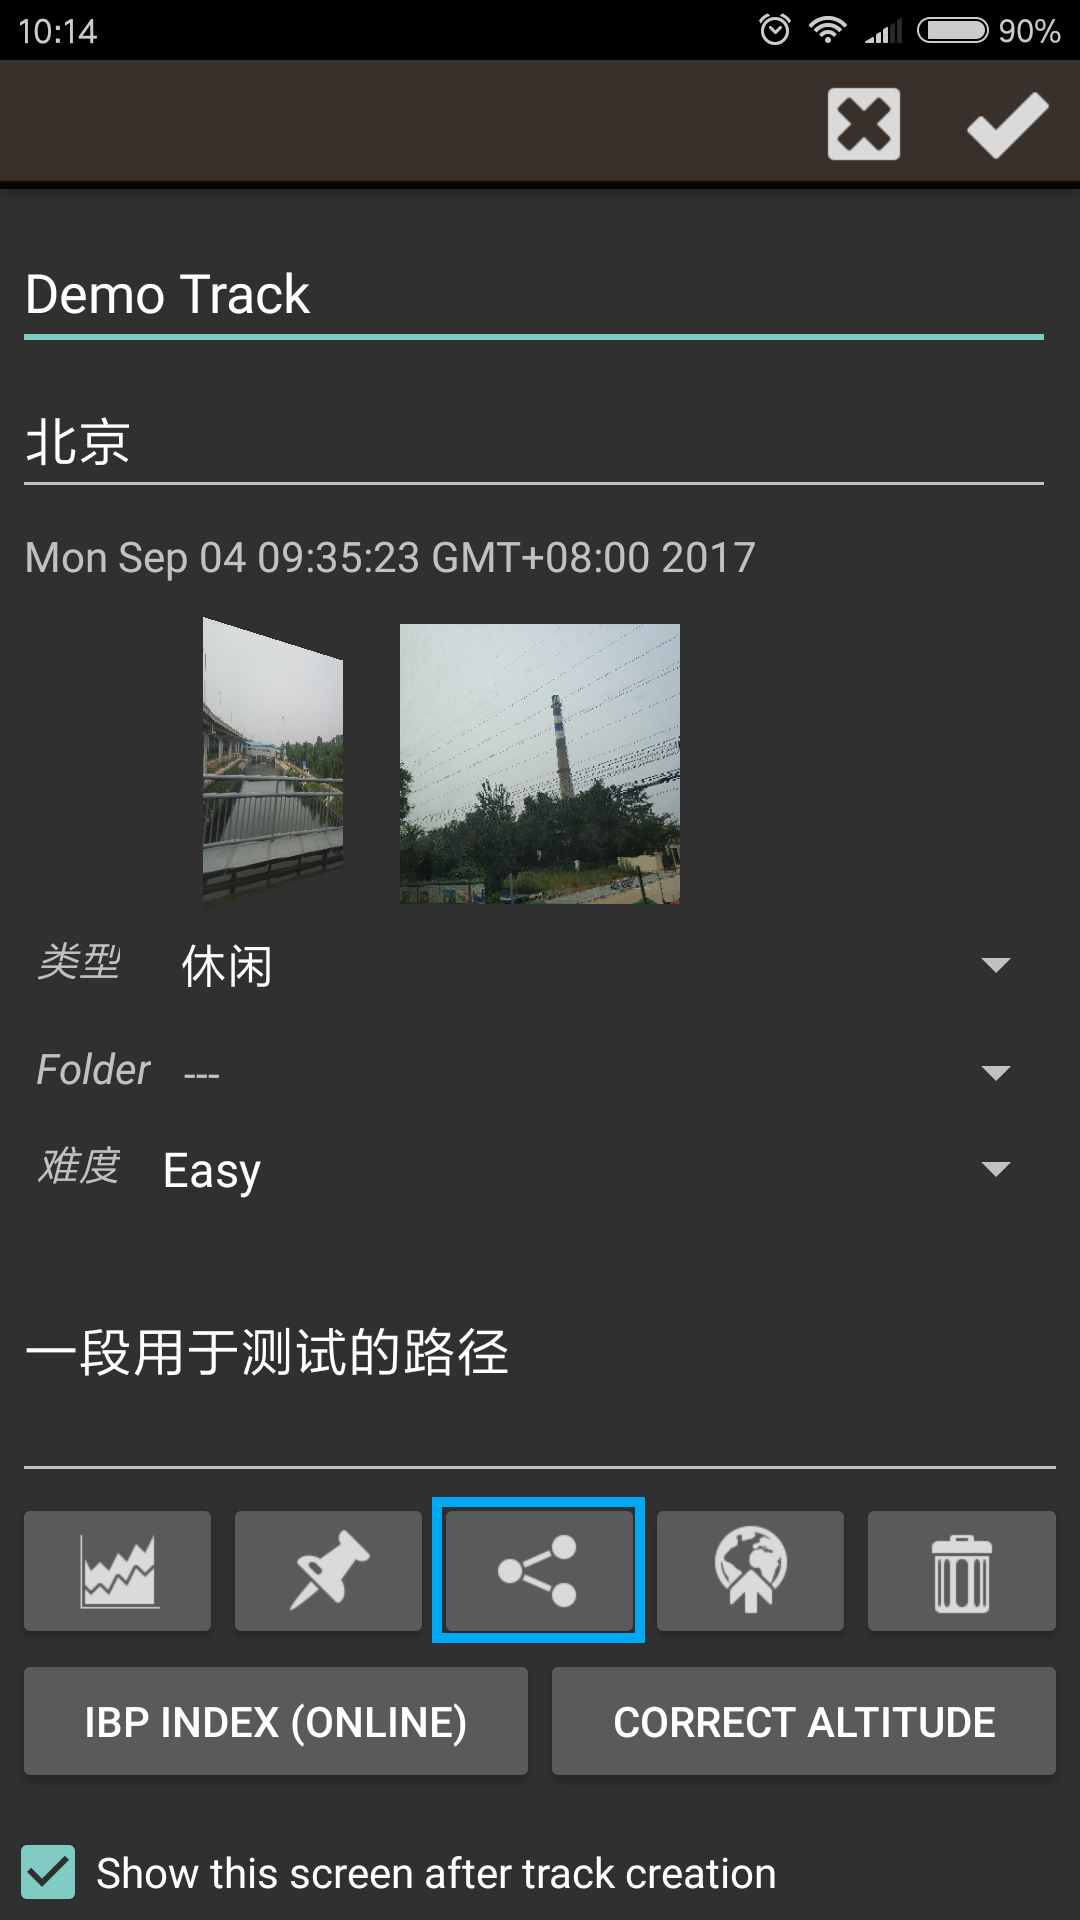 10:14
90%
Demo Track
北京
Mon Sep 04 09:35:23 GMT+08:00 2017
类型 休闲
Folder ---
难度 Easy
一段用于测试的路径
IBP INDEX (ONLINE) CORRECT ALTITUDE
Show this screen after track creation